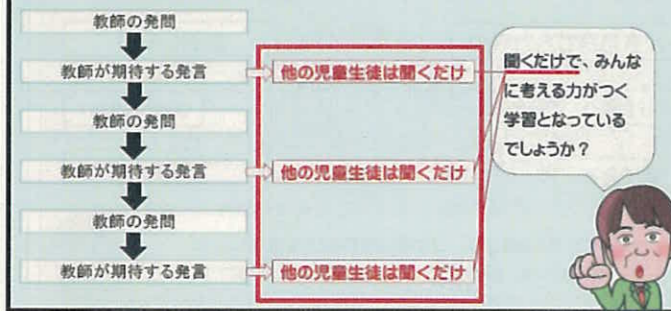 教師の発問
教師が期待する発言
他の児童生徒は聞くだけ
教師の発問
教師が期待する発言
他の児童生徒は聞くだけ
教師の発問
教師が期待する発言
他の児童生徒は聞くだけ
聞くだけで、みんな
に考える力がつく
学習となっている
でしょうか？